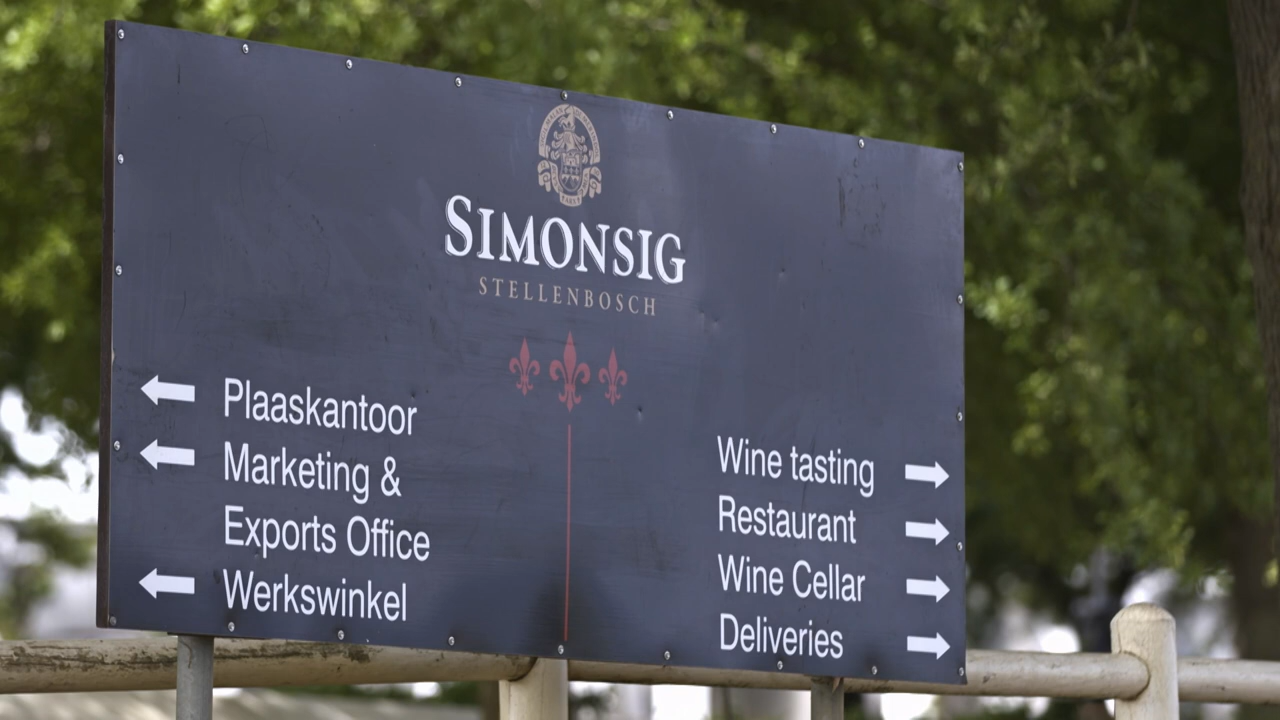 SIMONSIG
STELLENBOSCH
Plaaskantoor
Marketing &
Exports Office
Werkswinkel
Wine tasting
Restaurant
Wine Cellar
Deliveries